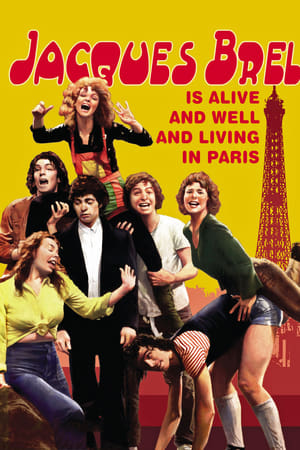 JACQUES BREL
IS ALIVE
AND WELL
AND LIVING
IN PARIS